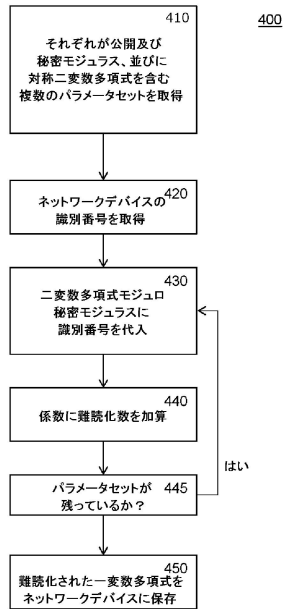 400
410
それぞれが公開及び
秘密モジュラス、並びに
対称二変数多項式を含む
複数のパラメータセットを取得
420
ネットワークデバイスの
識別番号を取得
430
二変数多項式モジュロ
秘密モジュラスに
識別番号を代入
440
係数に難読化数を加算
445
パラメータセットが
残っているか？
はい
450
難読化された一変数多項式を
ネットワークデバイスに保存